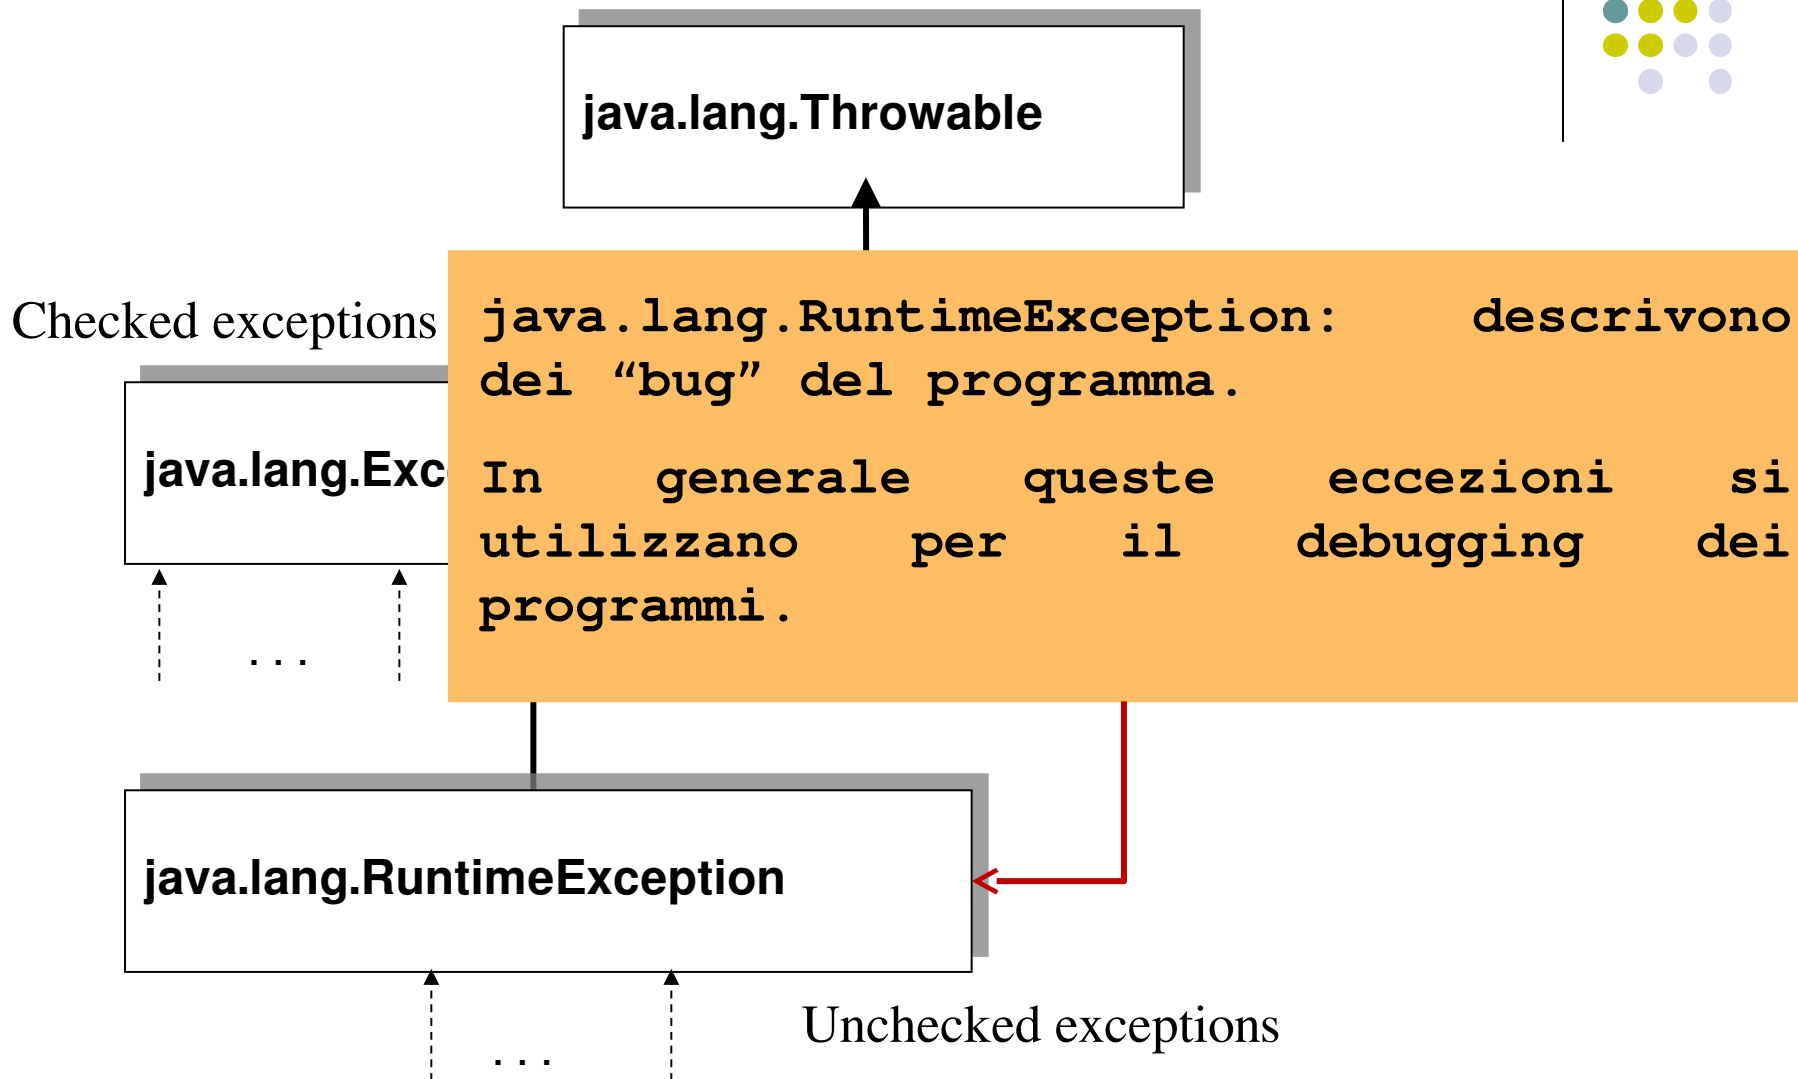 java.lang.Throwable
Checked exceptions
java.lang.RuntimeException: descrivono
dei “bug” del programma.
In generale queste eccezioni si
utilizzano per il debugging dei
programmi.
java.lang.Exc
. . .
java.lang.RuntimeException
Unchecked exceptions
. . .